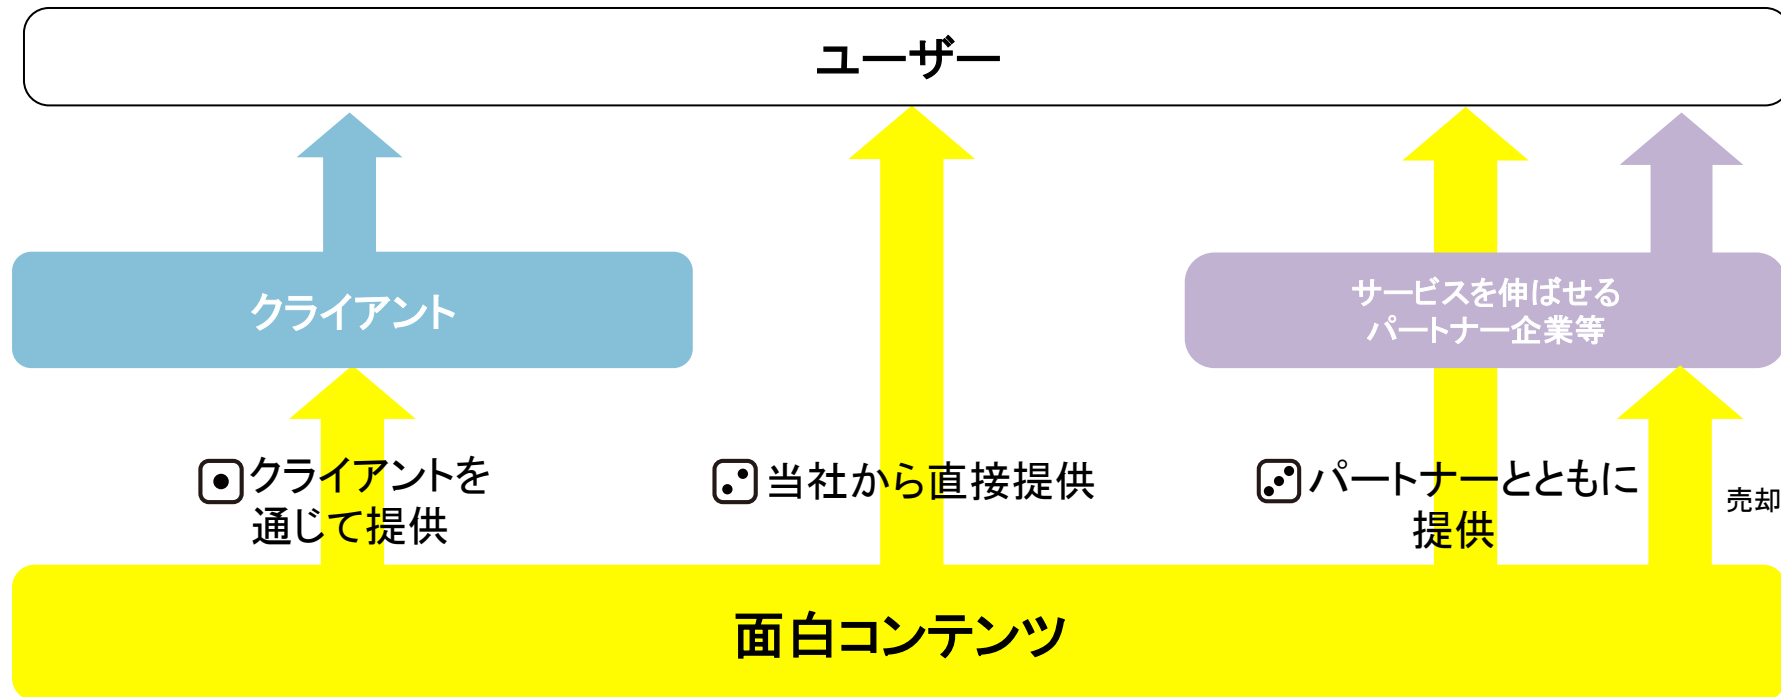 ユーザー
クライアント
サービスを伸ばせる
パートナー企業等
クライアントを
通じて提供
当社から直接提供
パートナーとともに
提供
売却
面白コンテンツ